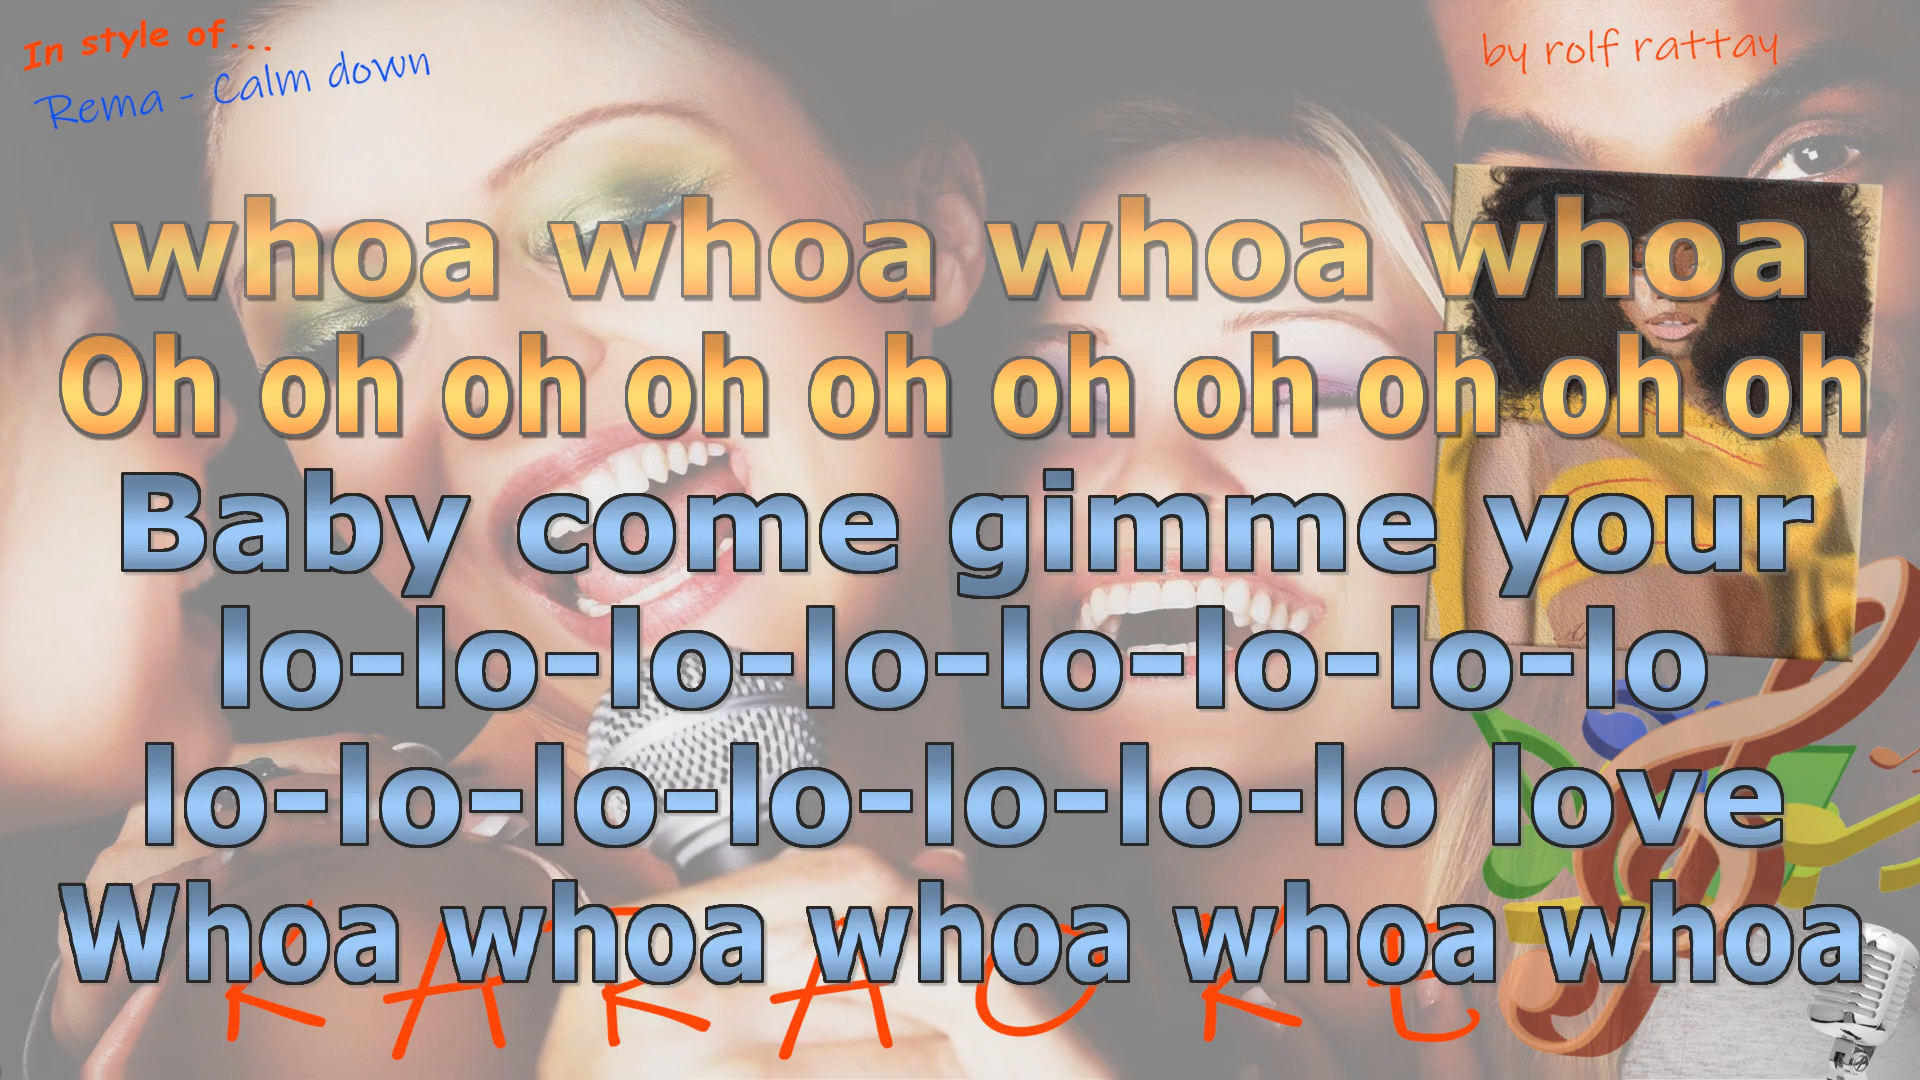 In style of...
Rema - Calm down
by rolf rattay
whoa whoa whoa whoa
Oh oh oh oh oh oh oh oh oh oh
Baby come gimme your
lo-lo-lo-lo-lo-lo-lo-lo
lo-lo-lo-lo-lo-lo-lo love
Whoa whoa whoa whoa whoa
KARAOKE